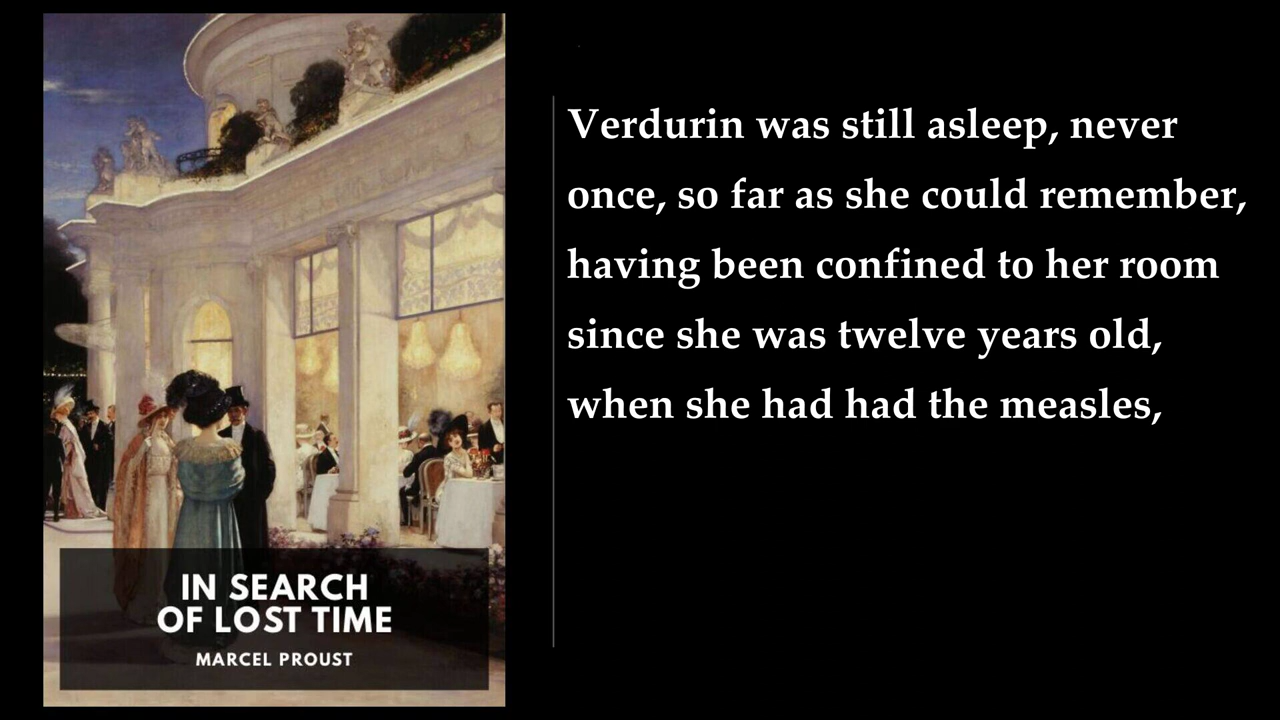 IN SEARCH
OF LOST TIME
MARCEL PROUST
Verdurin was still asleep, never
once, so far as she could remember,
having been confined to her room
since she was twelve years old,
when she had had the measles,